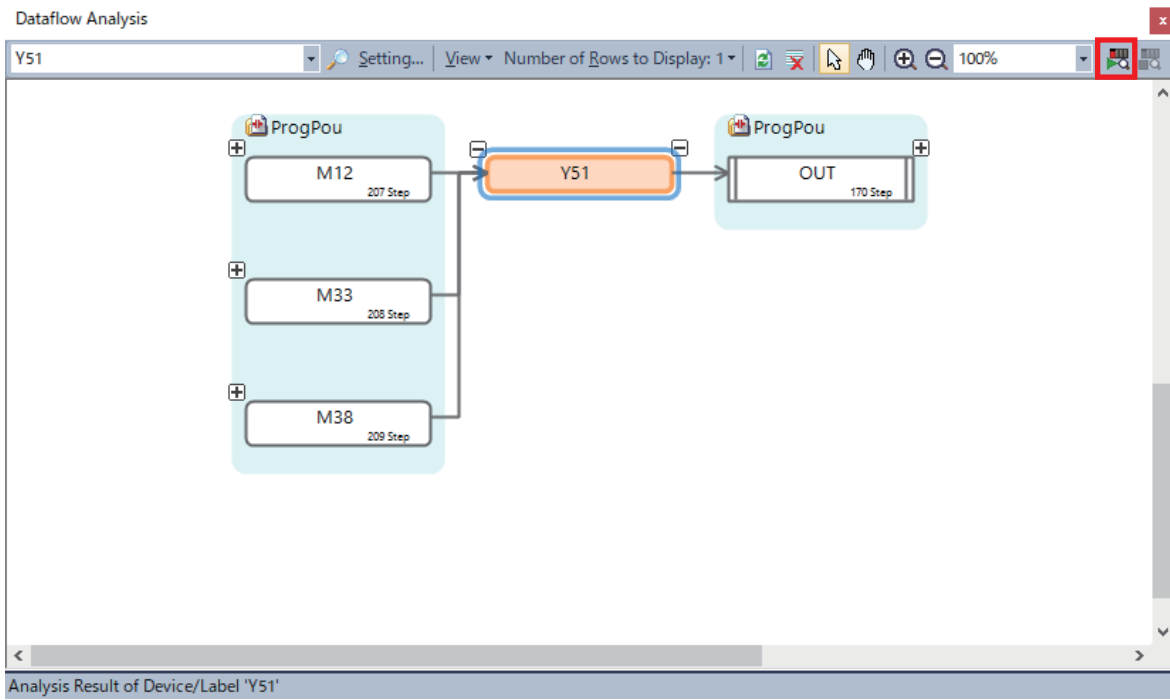 Dataflow Analysis
x
Y51 Setting... View Number of Rows to Display: 1 100%
ProgPou
ProgPou
M12
207 Step
Y51
OUT
170 Step
M33
208 Step
M38
209 Step
Analysis Result of Device/Label 'Y51'